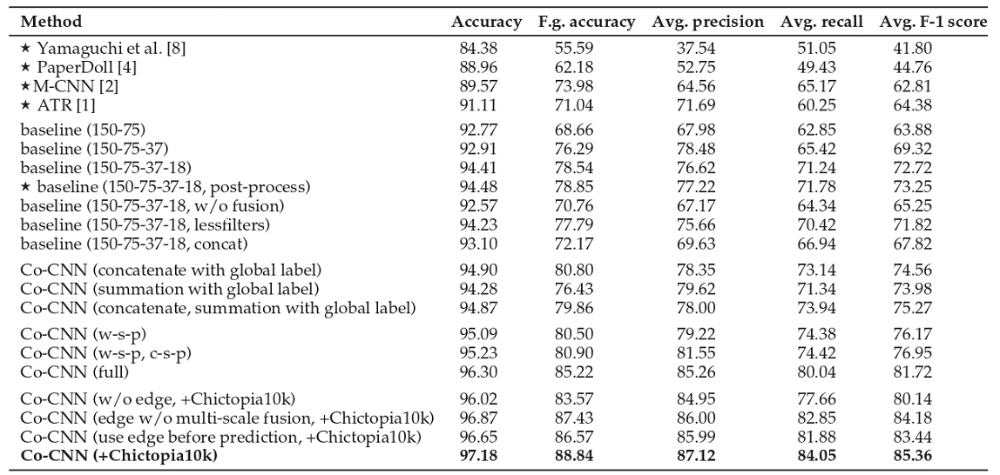 Method Accuracy F.g. accuracy Avg. precision Avg. recall Avg. F-1 score
★ Yamaguchi et al. [8] 84.38 55.59 37.54 51.05 41.80
★ PaperDoll [4] 88.96 62.18 52.75 49.43 44.76
★M-CNN [2] 89.57 73.98 64.56 65.17 62.81
★ ATR [1] 91.11 71.04 71.69 60.25 64.38
baseline (150-75) 92.77 68.66 67.98 62.85 63.88
baseline (150-75-37) 92.91 76.29 78.48 65.42 69.32
baseline (150-75-37-18) 94.41 78.54 76.62 71.24 72.72
★ baseline (150-75-37-18, post-process) 94.48 78.85 77.22 71.78 73.25
baseline (150-75-37-18, w/o fusion) 92.57 70.76 67.17 64.34 65.25
baseline (150-75-37-18, lessfilters) 94.23 77.79 75.66 70.42 71.82
baseline (150-75-37-18, concat) 93.10 72.17 69.63 66.94 67.82
Co-CNN (concatenate with global label) 94.90 80.80 78.35 73.14 74.56
Co-CNN (summation with global label) 94.28 76.43 79.62 71.34 73.98
Co-CNN (concatenate, summation with global label) 94.87 79.86 78.00 73.94 75.27
Co-CNN (w-s-p) 95.09 80.50 79.22 74.38 76.17
Co-CNN (w-s-p, c-s-p) 95.23 80.90 81.55 74.42 76.95
Co-CNN (full) 96.30 85.22 85.26 80.04 81.72
Co-CNN (w/o edge, +Chictopia10k) 96.02 83.57 84.95 77.66 80.14
Co-CNN (edge w/o multi-scale fusion, +Chictopia10k) 96.87 87.43 86.00 82.85 84.18
Co-CNN (use edge before prediction, +Chictopia10k) 96.65 86.57 85.99 81.88 83.44
Co-CNN (+Chictopia10k) 97.18 88.84 87.12 84.05 85.36